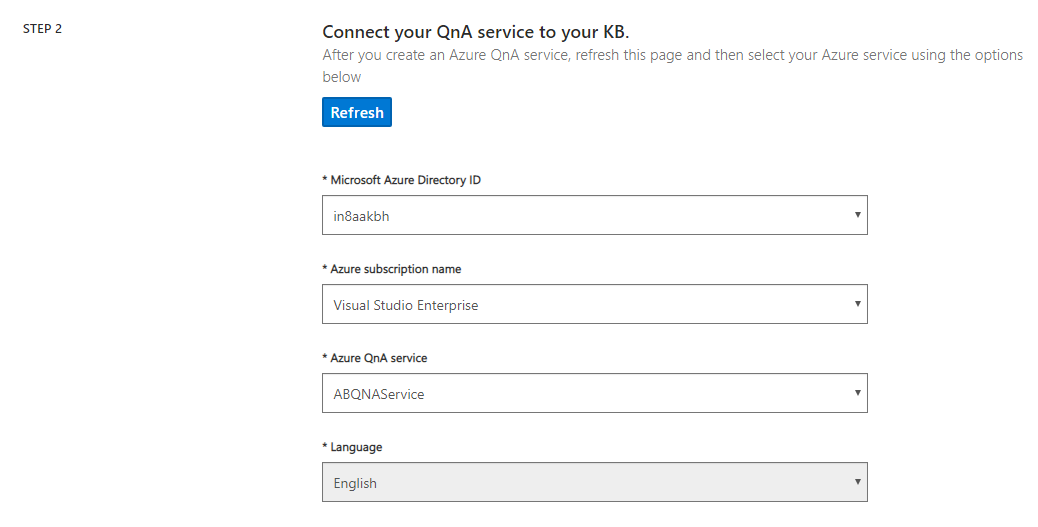 STEP 2
Connect your QnA service to your KB.
After you create an Azure QnA service, refresh this page and then select your Azure service using the options
below
Refresh
* Microsoft Azure Directory ID
in8aakbh
* Azure subscription name
Visual Studio Enterprise
* Azure QnA service
ABQNAService
* Language
English